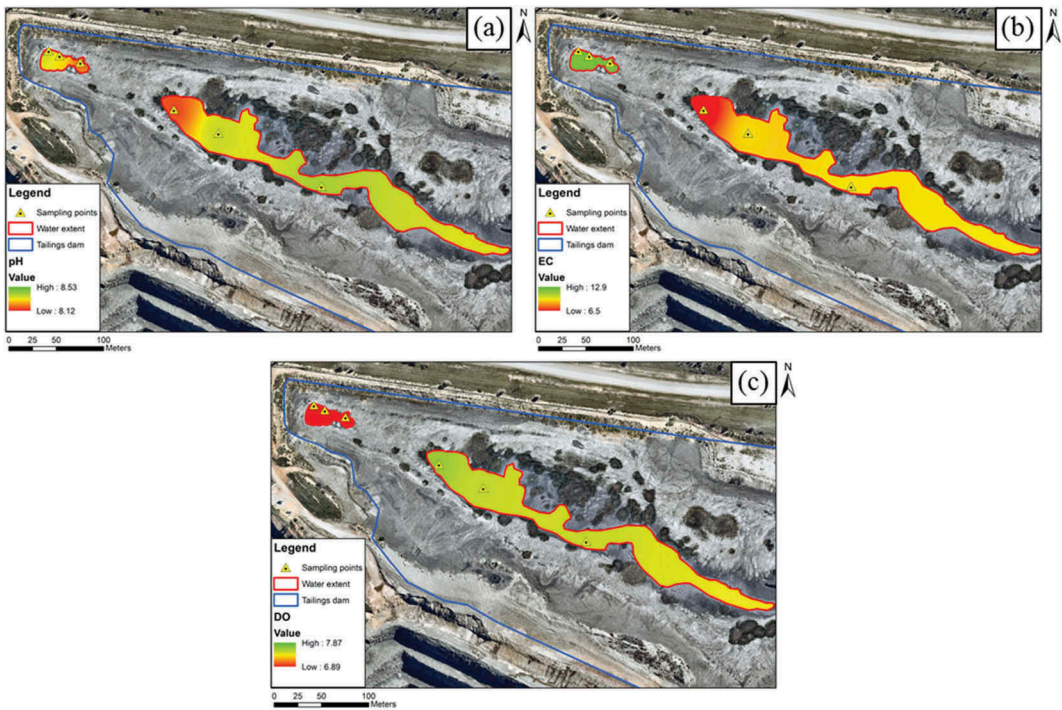 (a)
N
Legend
Sampling points
Water extent
Tailings dam
pH
Value
High : 8.53
Low : 8.12
0 25 50 100
Meters
(b)
N
Legend
Sampling points
Water extent
Tailings dam
EC
Value
High : 12.9
Low : 6.5
0 25 50 100
Meters
(c)
N
Legend
Sampling points
Water extent
Tailings dam
DO
Value
High : 7.87
Low : 6.89
0 25 50 100
Meters